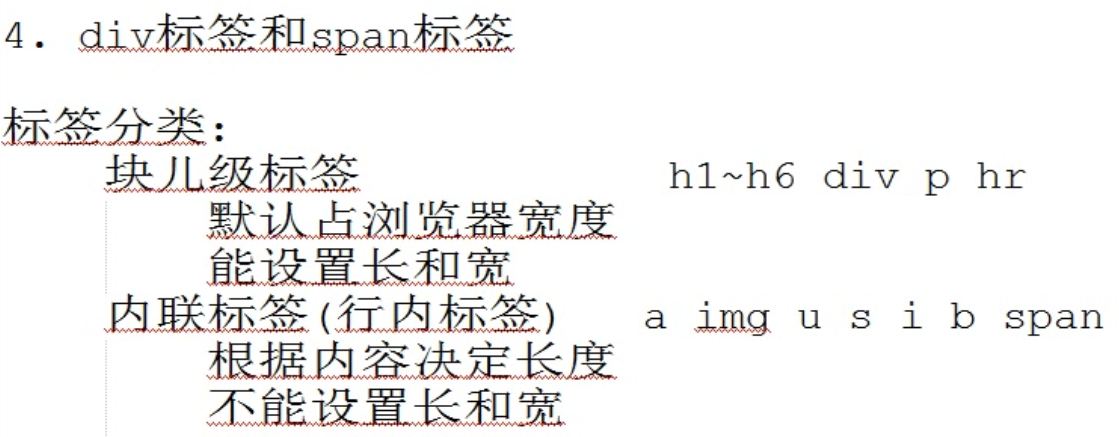 4. div标签和span标签
标签分类:
块儿级标签 h1~h6 div p hr
默认占浏览器宽度
能设置长和宽
内联标签(行内标签) a img u s i b span
根据内容决定长度
不能设置长和宽